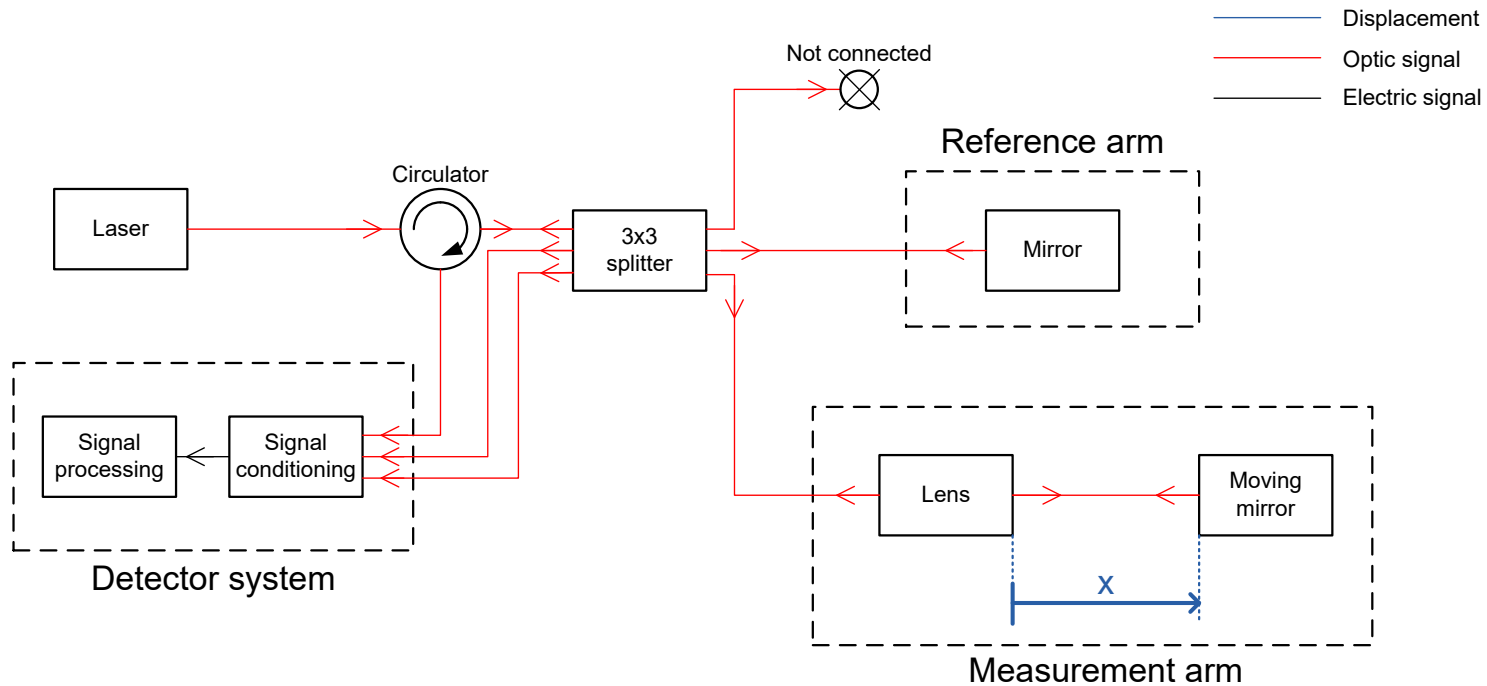 Displacement
Optic signal
Electric signal
Not connected
Reference arm
Circulator
Laser
3x3
splitter
Mirror
Signal
processing
Signal
conditioning
Detector system
Lens
Moving
mirror
x
Measurement arm